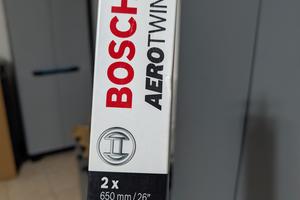 BOSCH
AEROTWIN
2 x
650 mm / 26"